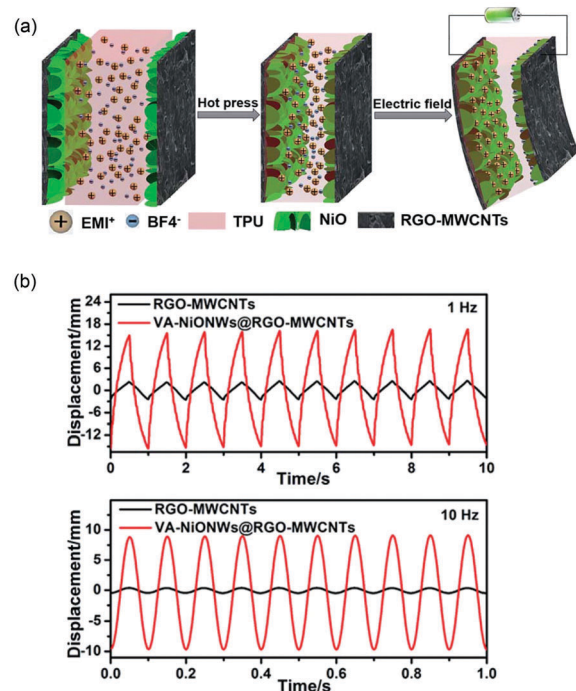 (a)
Hot press
Electric field
+ EMI+ - BF4- TPU NiO RGO-MWCNTs
(b)
Displacement/mm
24
18
12
6
0
-6
-12
RGO-MWCNTs
VA-NiONWs@RGO-MWCNTs
1 Hz
0 2 4 6 8 10
Time/s
Displacement/mm
10
5
0
-5
-10
RGO-MWCNTs
VA-NiONWs@RGO-MWCNTs
10 Hz
0.0 0.2 0.4 0.6 0.8 1.0
Time/s